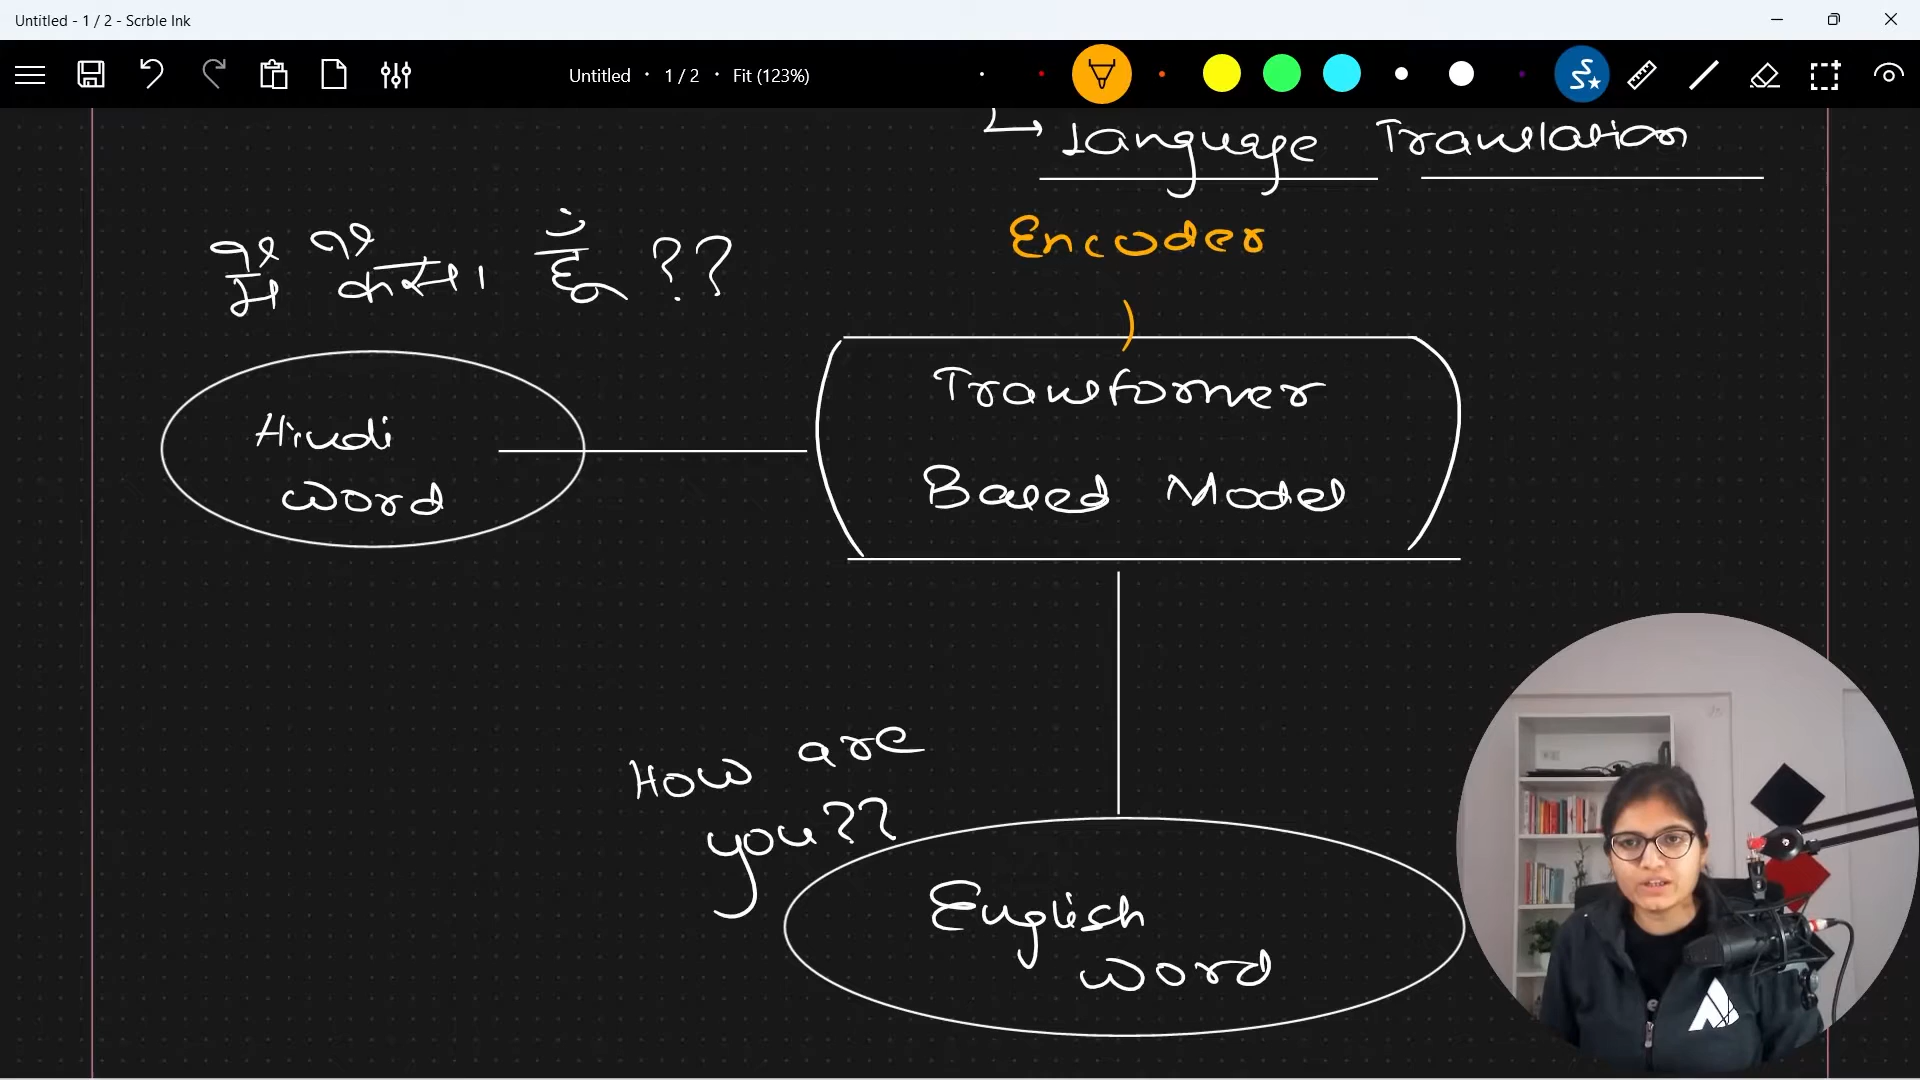 Untitled - 1 / 2 - Scrble Ink
Untitled • 1 / 2 • Fit (123%)
Language Translation
Encoder
हूँ ??
Transformer
Based Model
Hindi
word
How are
you??
English
word